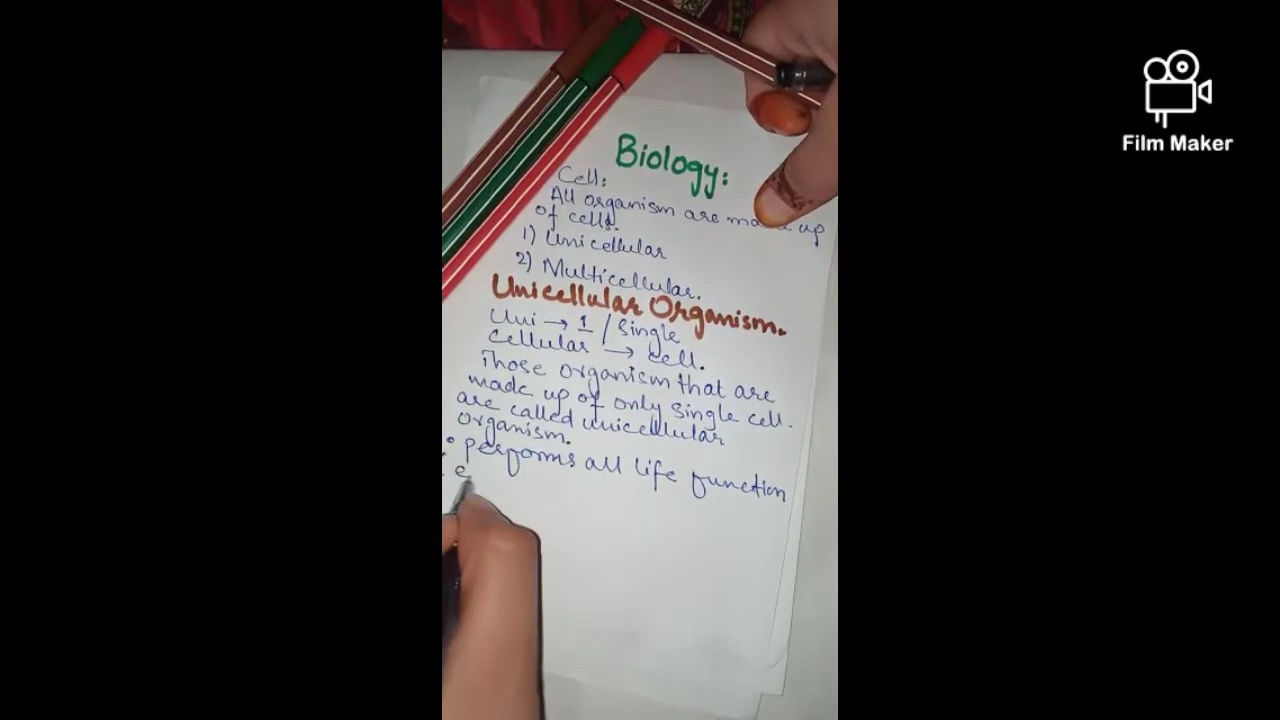 Biology:
Cell:
All organism are made up
of cells.
1) Unicellular
2) Multicellular.
Unicellular Organism.
Uni → 1 / Single
Cellular → cell.
Those organism that are
made up of only single cell.
are called unicellular
organism.
• performs all life function
Film Maker